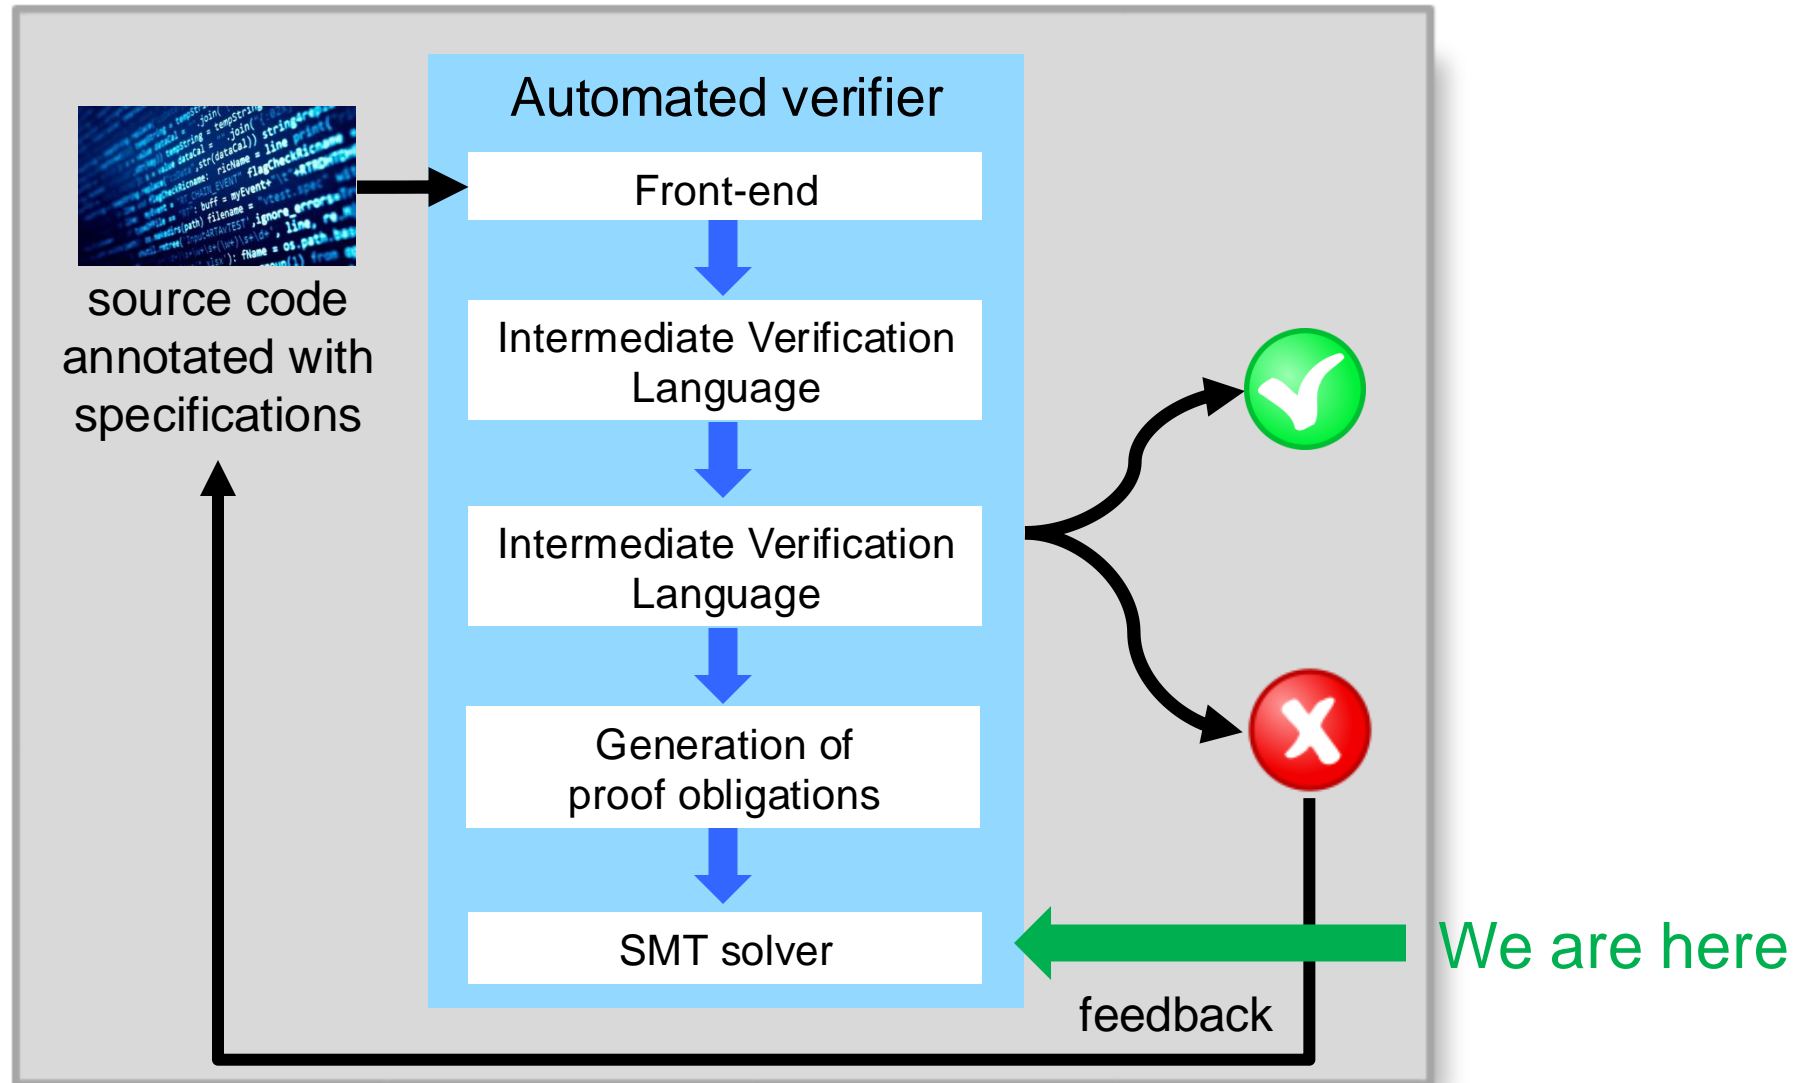 Automated verifier
source code
annotated with
specifications
Front-end
Intermediate Verification
Language
Intermediate Verification
Language
Generation of
proof obligations
SMT solver
We are here
feedback